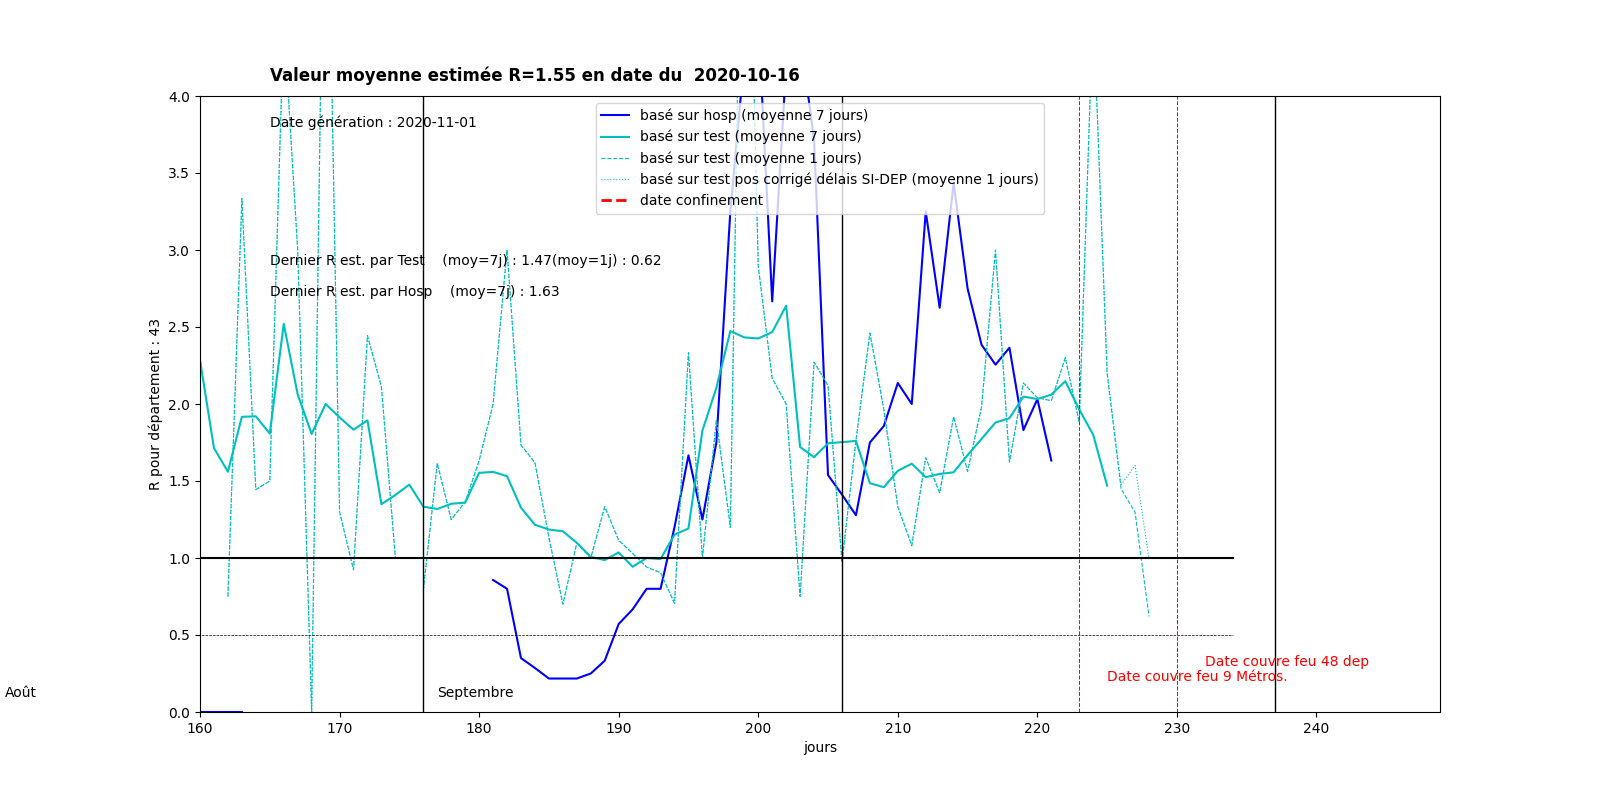 Valeur moyenne estimée R=1.55 en date du  2020-10-16
Date génération : 2020-11-01
basé sur hosp (moyenne 7 jours)
basé sur test (moyenne 7 jours)
basé sur test (moyenne 1 jours)
basé sur test pos corrigé délais SI-DEP (moyenne 1 jours)
date confinement
Dernier R est. par Test    (moy=7j) : 1.47(moy=1j) : 0.62
Dernier R est. par Hosp    (moy=7j) : 1.63
R pour département : 43
4.0
3.5
3.0
2.5
2.0
1.5
1.0
0.5
0.0
Date couvre feu 48 dep
Date couvre feu 9 Métros.
Août
Septembre
160 170 180 190 200 210 220 230 240
jours